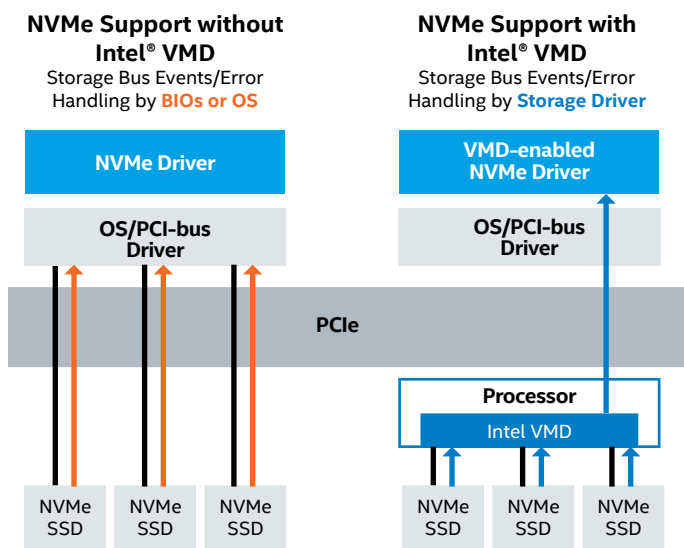 NVMe Support without
Intel® VMD
Storage Bus Events/Error
Handling by BIOs or OS
NVMe Driver
OS/PCI-bus
Driver
NVMe Support with
Intel® VMD
Storage Bus Events/Error
Handling by Storage Driver
VMD-enabled
NVMe Driver
OS/PCI-bus
Driver
PCIe
Processor
Intel VMD
NVMe
SSD
NVMe
SSD
NVMe
SSD
NVMe
SSD
NVMe
SSD
NVMe
SSD